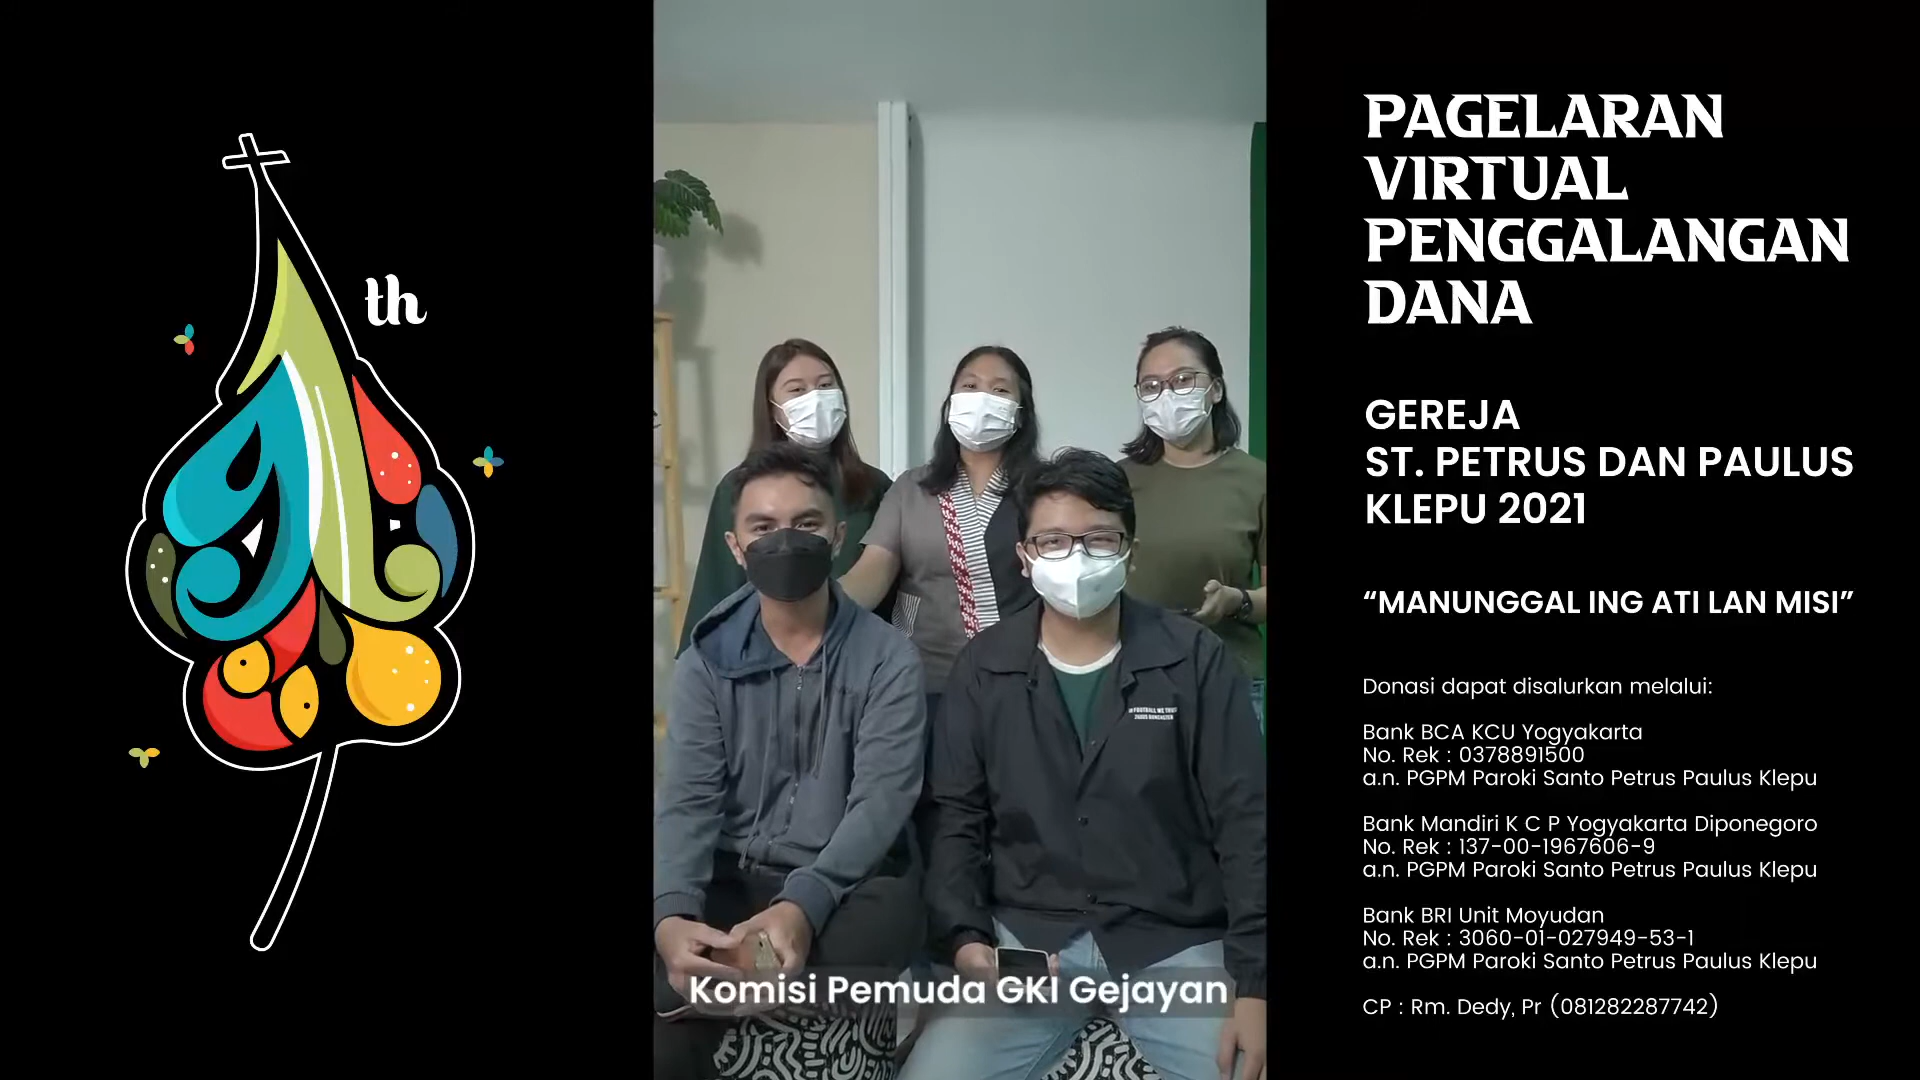 th
PAGELARAN
VIRTUAL
PENGGALANGAN
DANA
GEREJA
ST. PETRUS DAN PAULUS
KLEPU 2021
“MANUNGGAL ING ATI LAN MISI”
Donasi dapat disalurkan melalui:
Bank BCA KCU Yogyakarta
No. Rek : 0378891500
a.n. PGPM Paroki Santo Petrus Paulus Klepu
Bank Mandiri K C P Yogyakarta Diponegoro
No. Rek : 137-00-1967606-9
a.n. PGPM Paroki Santo Petrus Paulus Klepu
Bank BRI Unit Moyudan
No. Rek : 3060-01-027949-53-1
a.n. PGPM Paroki Santo Petrus Paulus Klepu
CP : Rm. Dedy, Pr (081282287742)
Komisi Pemuda GKI Gejayan